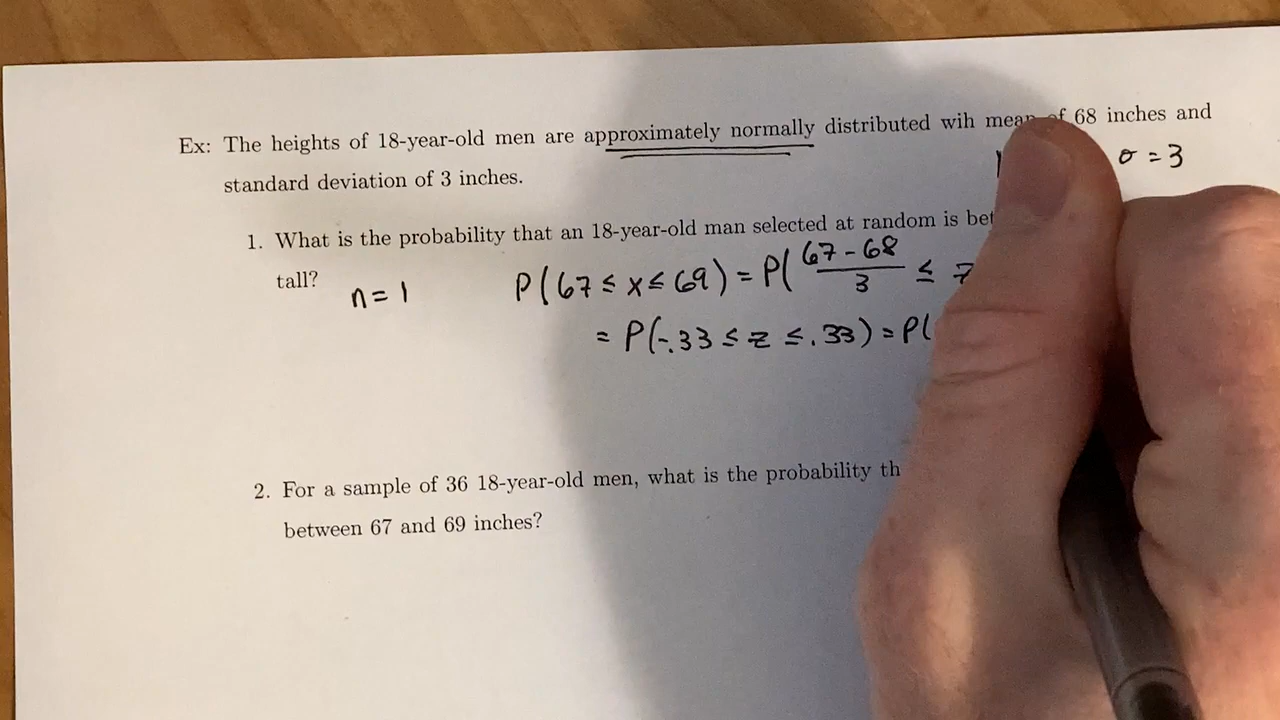 Ex: The heights of 18-year-old men are approximately normally distributed wih mean of 68 inches and
standard deviation of 3 inches.
σ = 3
1. What is the probability that an 18-year-old man selected at random is
tall?
n = 1
P(67 ≤ x ≤ 69) = P(67-68/3 ≤ z
= P(-.33 ≤ z ≤ .33) = P(
2. For a sample of 36 18-year-old men, what is the probability
between 67 and 69 inches?